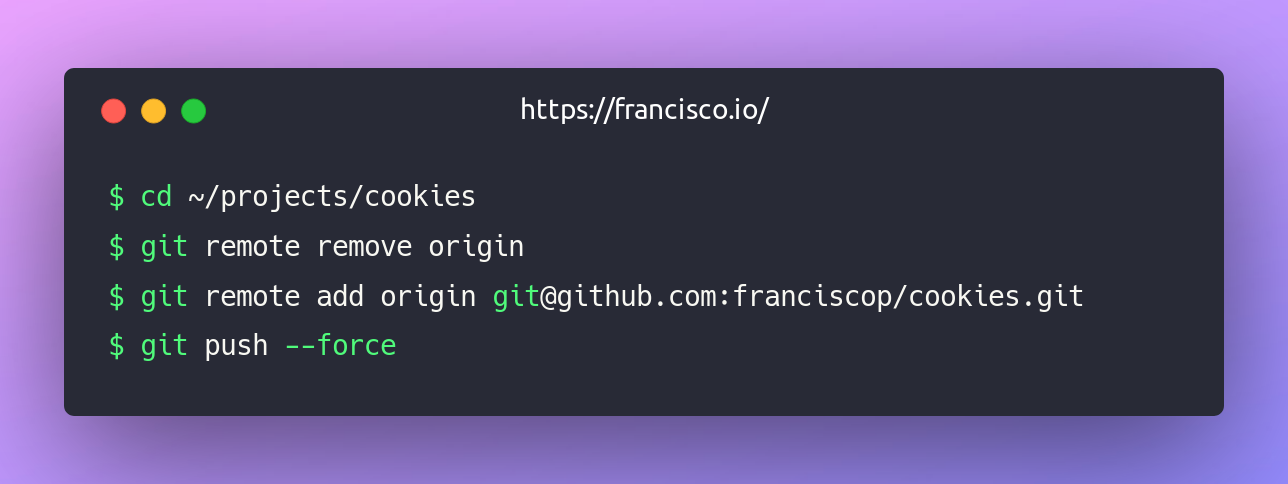 https://francisco.io/
$ cd ~/projects/cookies
$ git remote remove origin
$ git remote add origin git@github.com:franciscop/cookies.git
$ git push --force